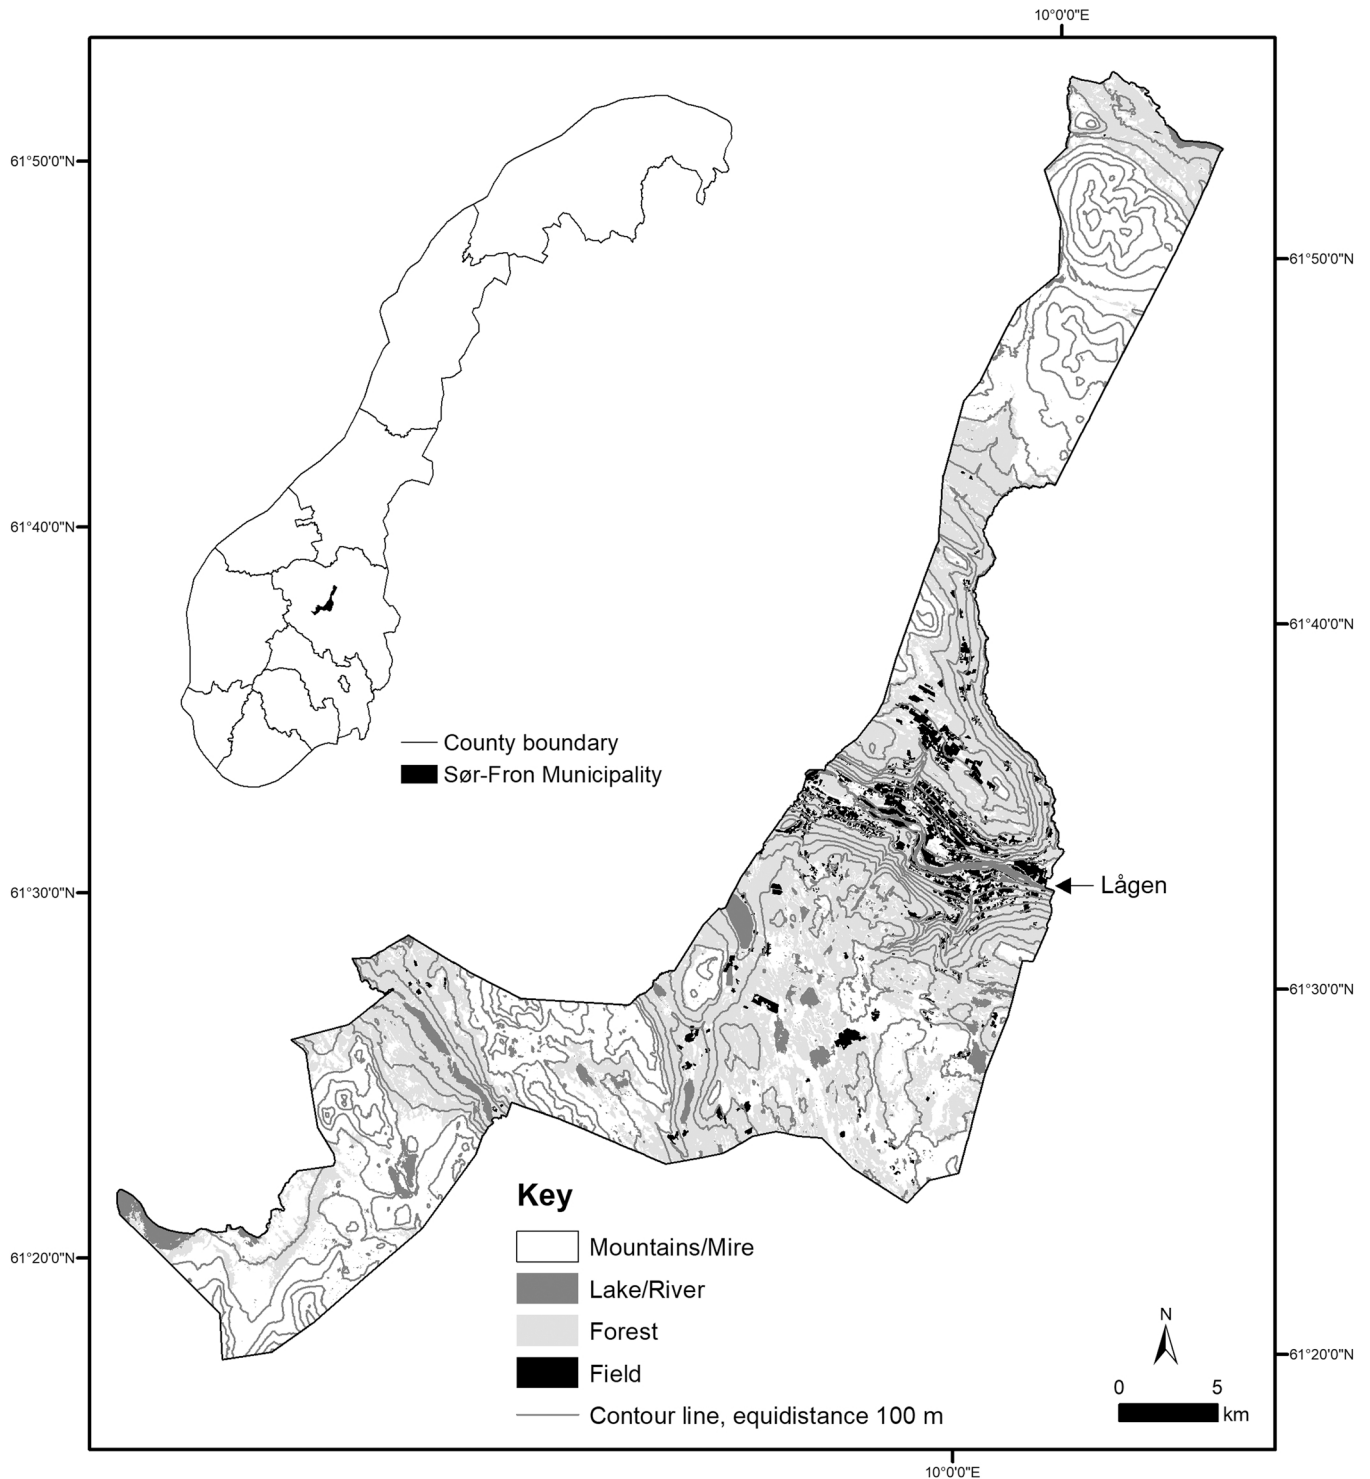 10°0'0"E
61°50'0"N
61°50'0"N
61°40'0"N
61°40'0"N
County boundary
Sør-Fron Municipality
61°30'0"N
Lågen
61°30'0"N
Key
Mountains/Mire
61°20'0"N
Lake/River
Forest
N
61°20'0"N
Field
0 5
km
Contour line, equidistance 100 m
10°0'0"E